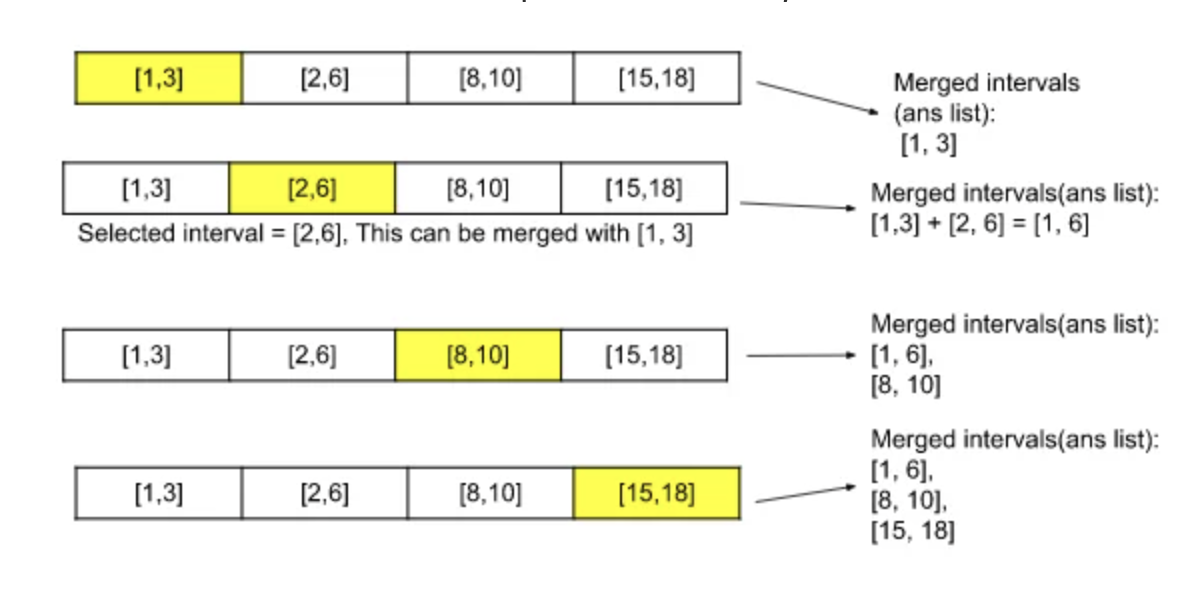 [1,3] [2,6] [8,10] [15,18]
Merged intervals
(ans list):
[1, 3]
[1,3] [2,6] [8,10] [15,18]
Selected interval = [2,6], This can be merged with [1, 3]
Merged intervals(ans list):
[1,3] + [2, 6] = [1, 6]
[1,3] [2,6] [8,10] [15,18]
Merged intervals(ans list):
[1, 6],
[8, 10]
[1,3] [2,6] [8,10] [15,18]
Merged intervals(ans list):
[1, 6],
[8, 10],
[15, 18]